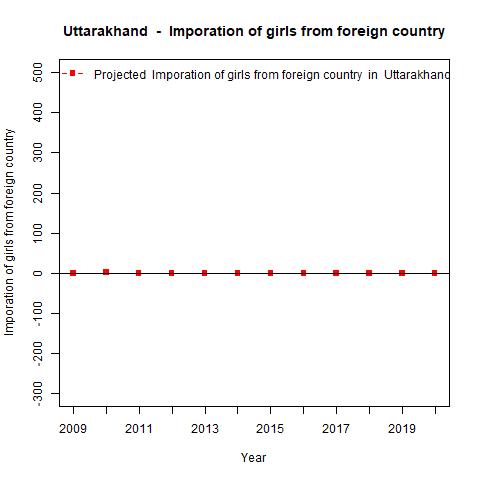 Uttarakhand - Imporation of girls from foreign country
Projected Imporation of girls from foreign country in Uttarakhand
Imporation of girls from foreign country
500
400
300
200
100
0
-100
-200
-300
2009 2011 2013 2015 2017 2019
Year